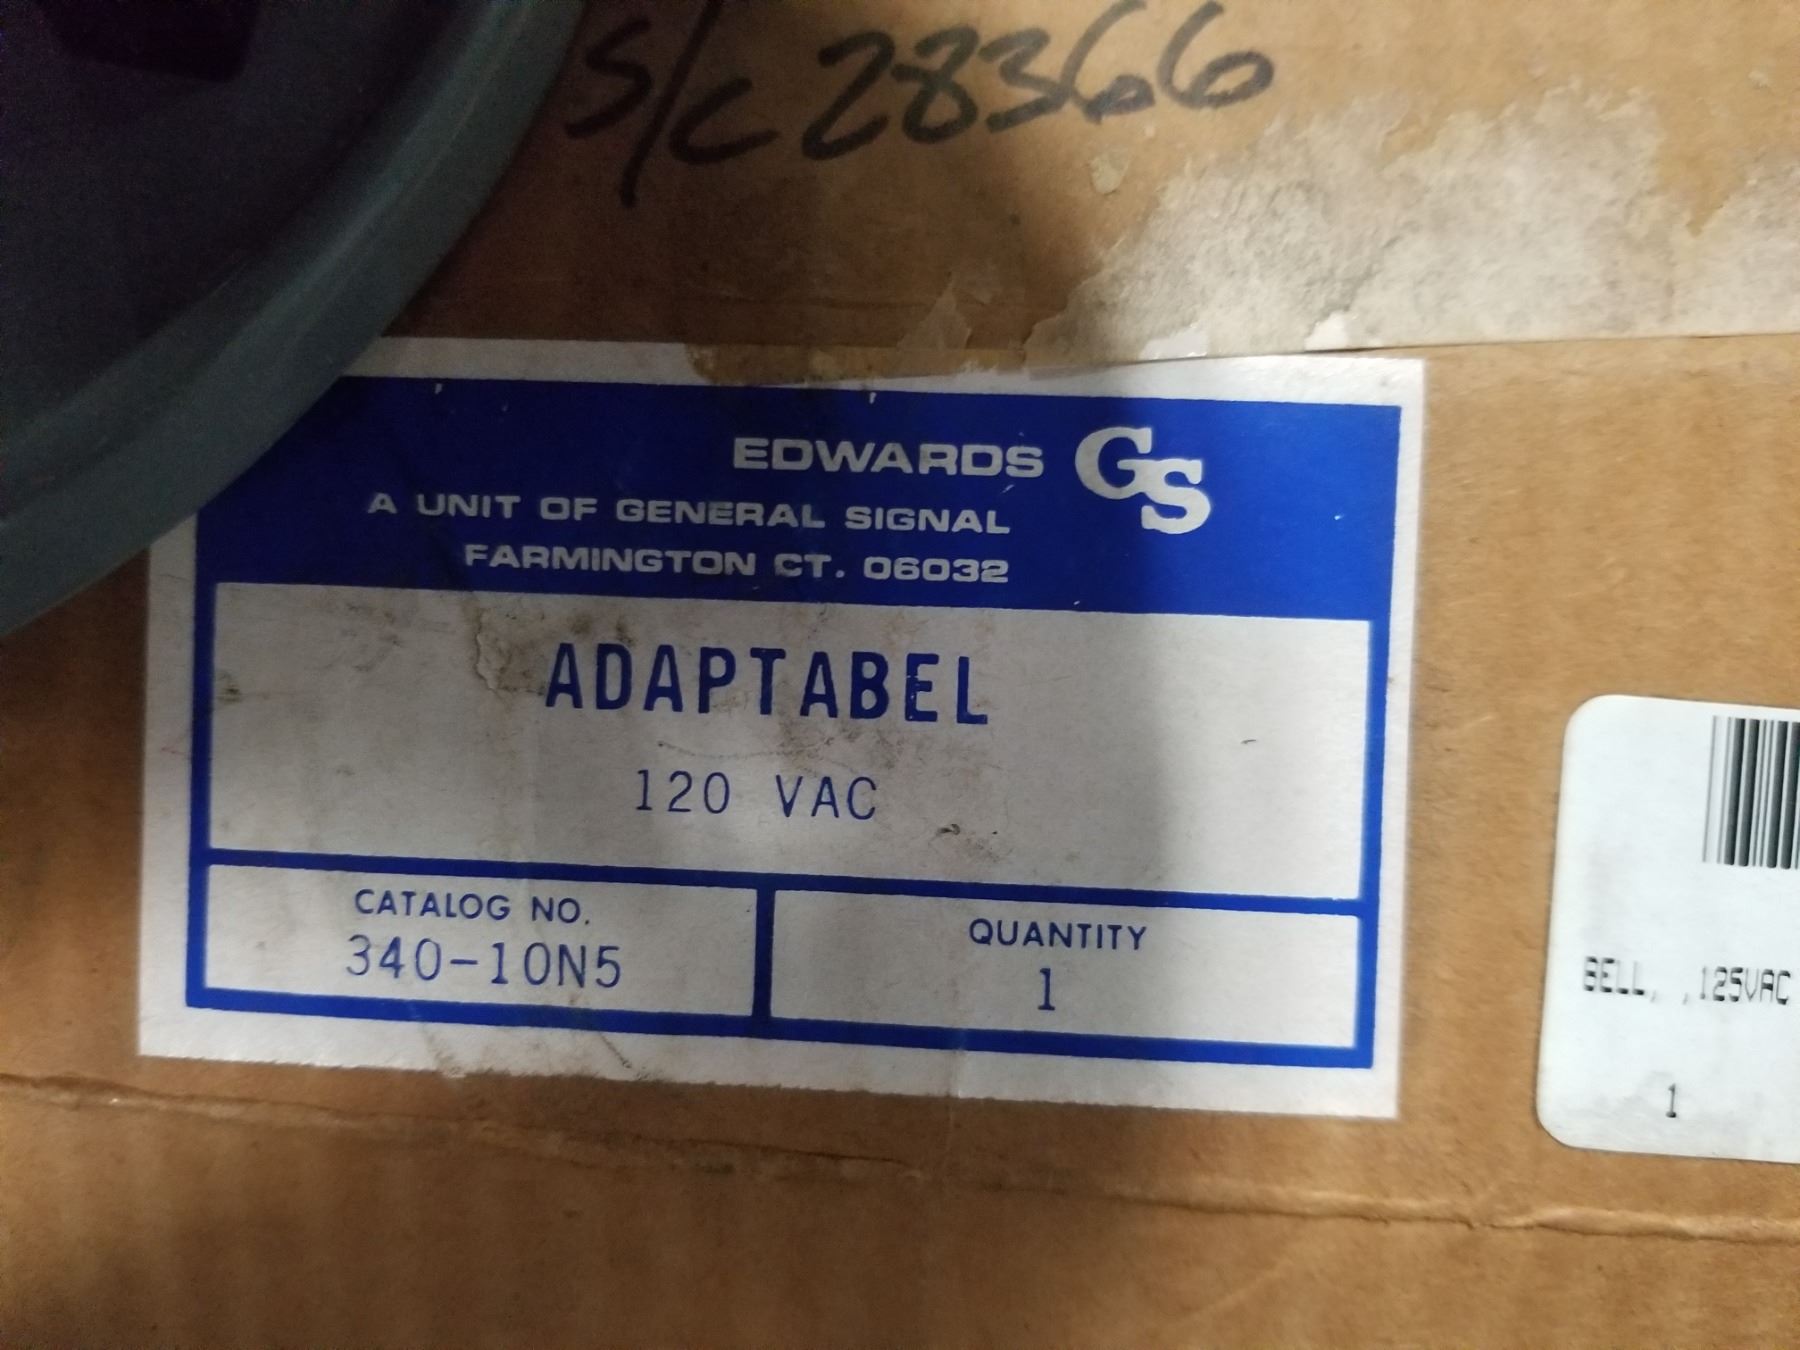 S/C 28366
EDWARDS GS
A UNIT OF GENERAL SIGNAL
FARMINGTON CT. 06032
ADAPTABEL
120 VAC
CATALOG NO.
340-10N5
QUANTITY
1
BELL, ,125VAC
1